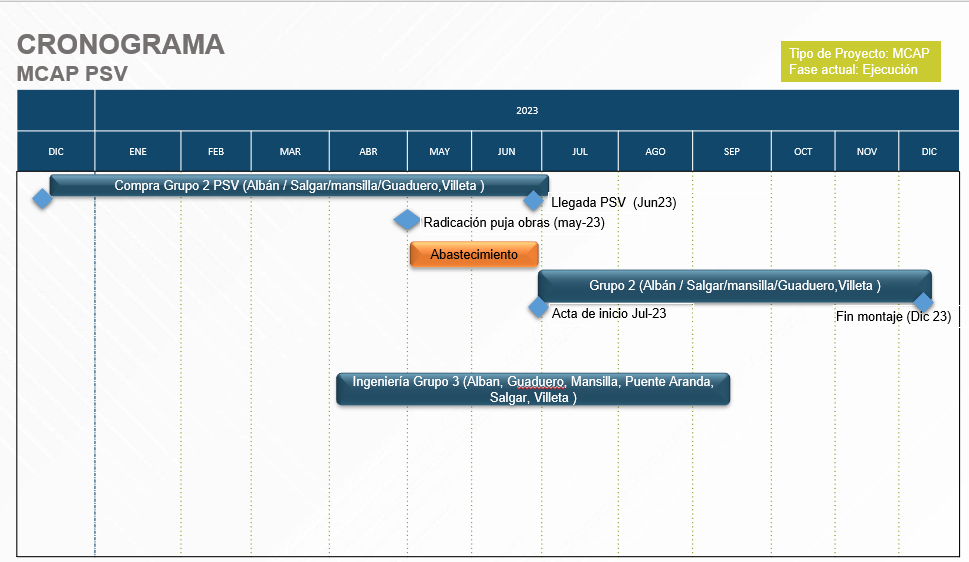 CRONOGRAMA
MCAP PSV
Tipo de Proyecto: MCAP
Fase actual: Ejecución
2023
DIC ENE FEB MAR ABR MAY JUN JUL AGO SEP OCT NOV DIC
Compra Grupo 2 PSV (Albán / Salgar/mansilla/Guaduero,Villeta )
Llegada PSV (Jun23)
Radicación puja obras (may-23)
Abastecimiento
Grupo 2 (Albán / Salgar/mansilla/Guaduero,Villeta )
Acta de inicio Jul-23
Fin montaje (Dic 23)
Ingeniería Grupo 3 (Alban, Guaduero, Mansilla, Puente Aranda,
Salgar, Villeta )